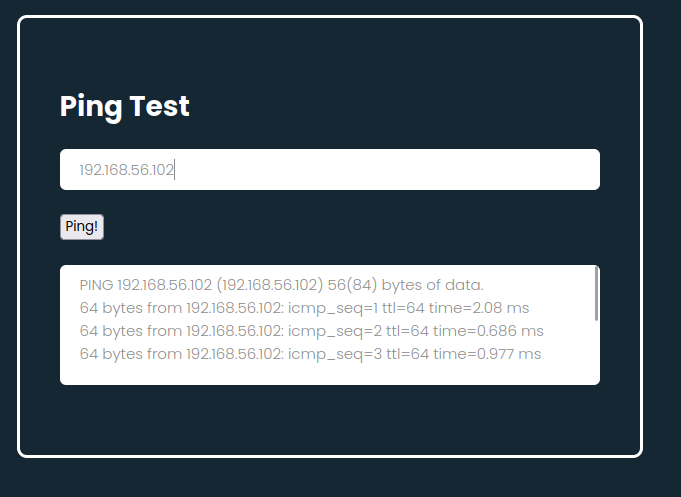 Ping Test
192.168.56.102
Ping!
PING 192.168.56.102 (192.168.56.102) 56(84) bytes of data.
64 bytes from 192.168.56.102: icmp_seq=1 ttl=64 time=2.08 ms
64 bytes from 192.168.56.102: icmp_seq=2 ttl=64 time=0.686 ms
64 bytes from 192.168.56.102: icmp_seq=3 ttl=64 time=0.977 ms